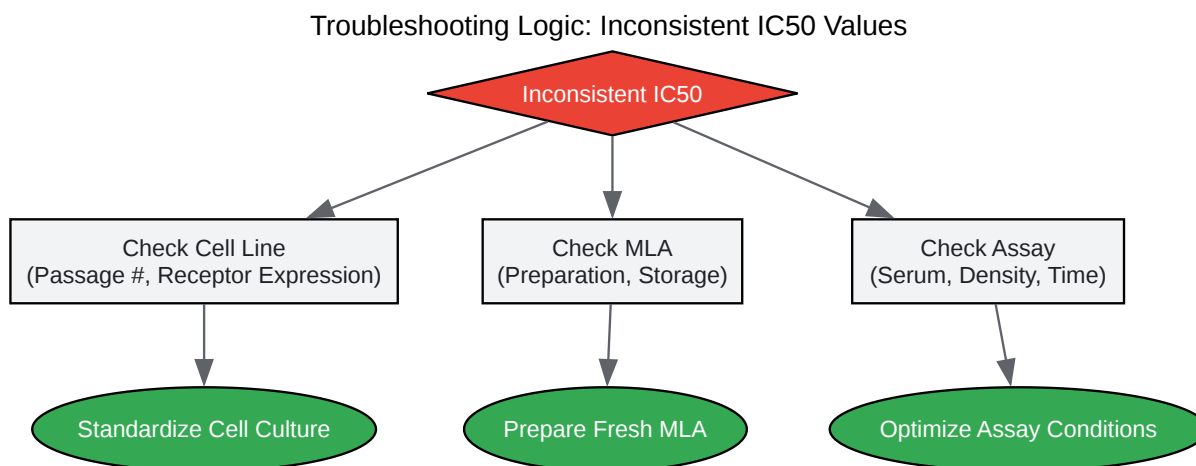 Troubleshooting Logic: Inconsistent IC50 Values
Inconsistent IC50
Check Cell Line
(Passage #, Receptor Expression)
Check MLA
(Preparation, Storage)
Check Assay
(Serum, Density, Time)
Standardize Cell Culture
Prepare Fresh MLA
Optimize Assay Conditions